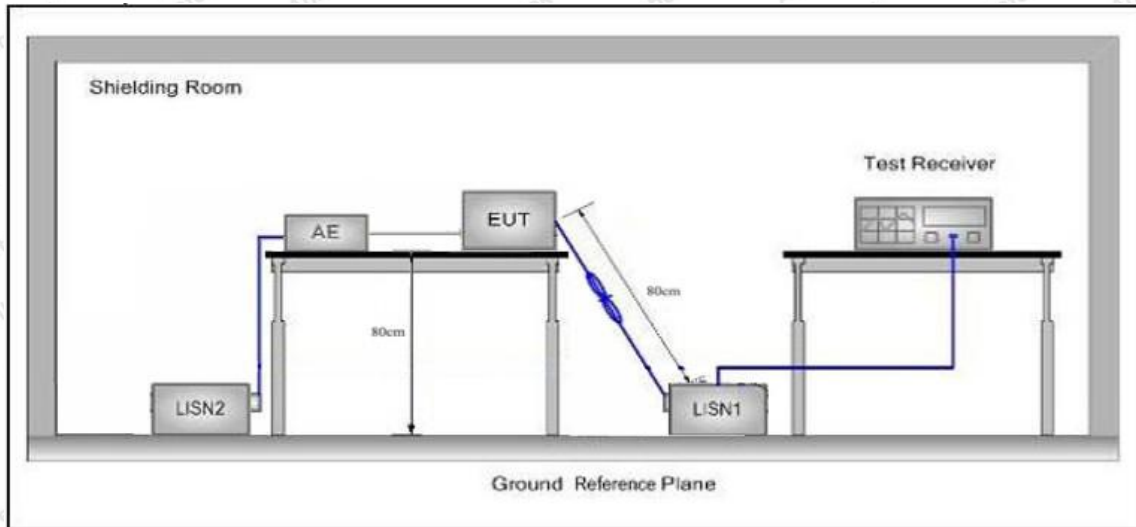 Shielding Room
Test Receiver
EUT
AE
80cm
80cm
LISN2
LISN1
Ground Reference Plane